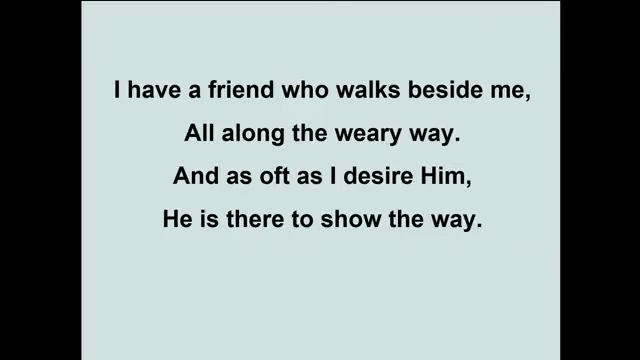 I have a friend who walks beside me,
All along the weary way.
And as oft as I desire Him,
He is there to show the way.